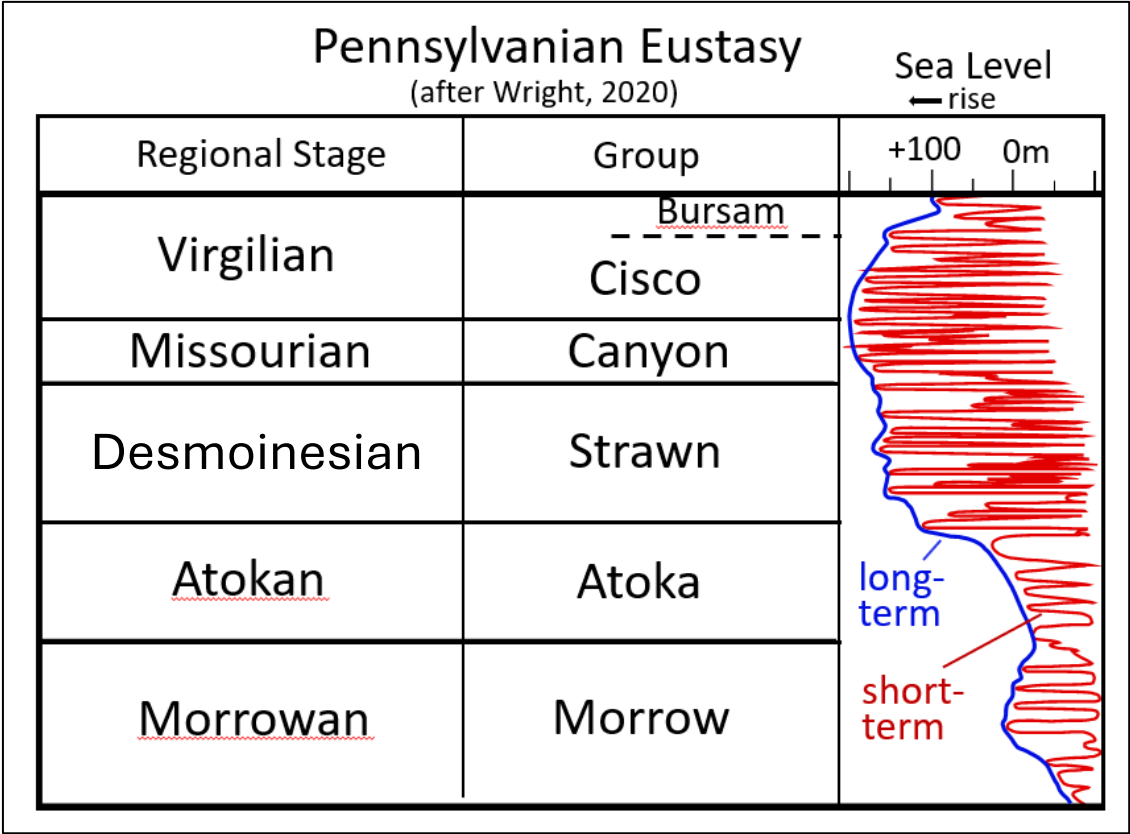 Pennsylvanian Eustasy
(after Wright, 2020)
Sea Level
rise
Regional Stage
Group
+100 0m
Bursam
Virgilian
Cisco
Missourian
Canyon
Desmoinesian
Strawn
Atokan
Atoka
long-
term
short-
term
Morrowan
Morrow